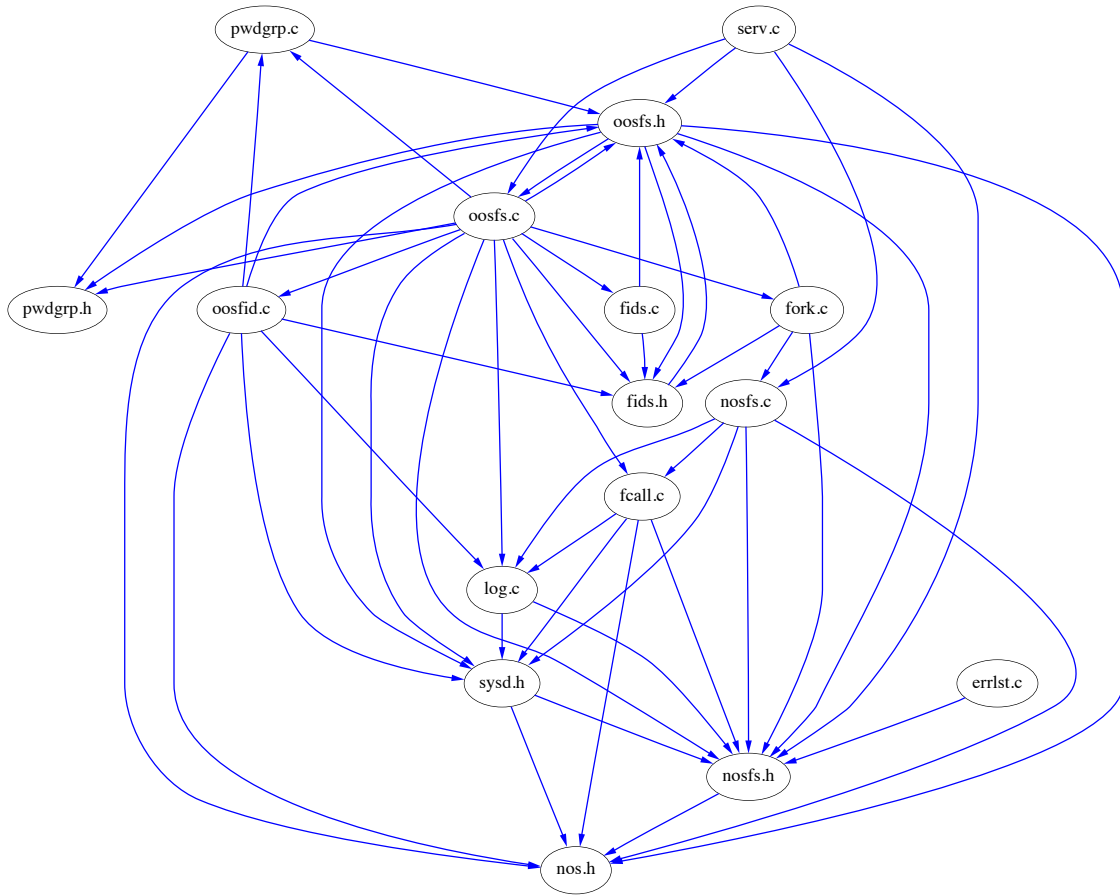 pwdgrp.c
serv.c
oosfs.h
oosfs.c
pwdgrp.h
oosfid.c
fids.c
fork.c
fids.h
nosfs.c
fcall.c
log.c
sysd.h
errlst.c
nosfs.h
nos.h